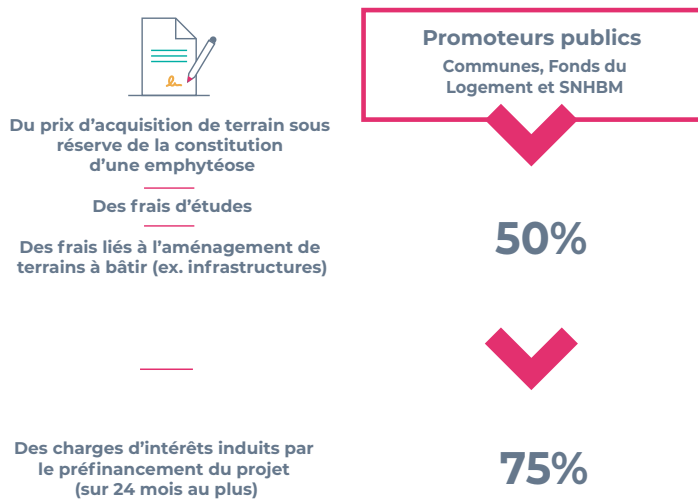 Promoteurs publics
Communes, Fonds du
Logement et SNHBM
Du prix d'acquisition de terrain sous
réserve de la constitution
d'une emphytéose
Des frais d'études
Des frais liés à l'aménagement de
terrains à bâtir (ex. infrastructures)
50%
Des charges d'intérêts induits par
le préfinancement du projet
(sur 24 mois au plus)
75%